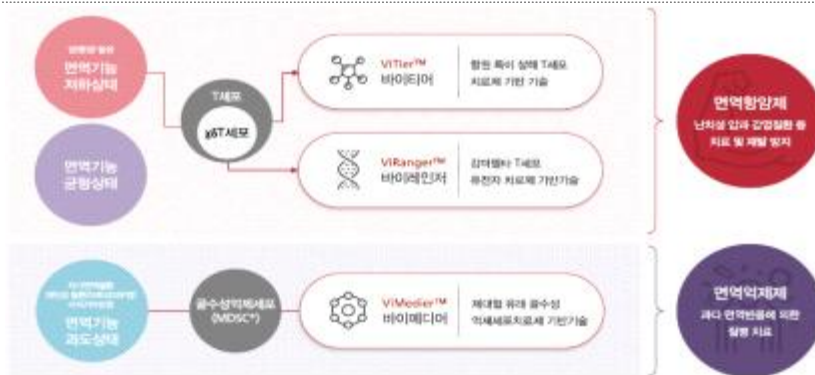 면역기능
저하상태
T세포
γδT세포
ViTier™
바이티어
항원 특이 살해 T세포
치료제 기반 기술
면역기능
균형상태
ViRanger™
바이레인저
감마델타 T세포
유전자 치료제 기반기술
면역항암제
난치성 암과 감염질환 등
치료 및 재발 방지
면역기능
과도상태
골수성억제세포
(MDSC*)
ViMedier™
바이메디어
제대혈 유래 골수성
억제세포치료제 기반기술
면역억제제
과다 면역반응에 의한
질병 치료